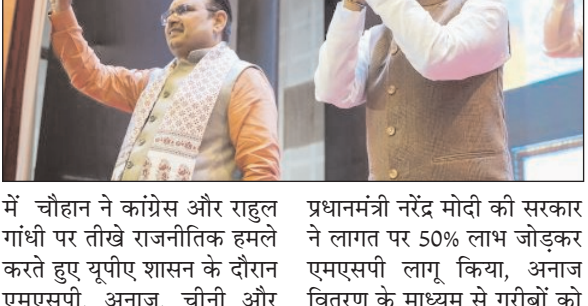 में चौहान ने कांग्रेस और राहुल
गांधी पर तीखे राजनीतिक हमले
करते हुए यूपीए शासन के दौरान
एमएसपी, अनाज, चीनी और
प्रधानमंत्री नरेंद्र मोदी की सरकार
ने लागत पर 50% लाभ जोड़कर
एमएसपी लागू किया, अनाज
वितरण के माध्यम से गरीबों को